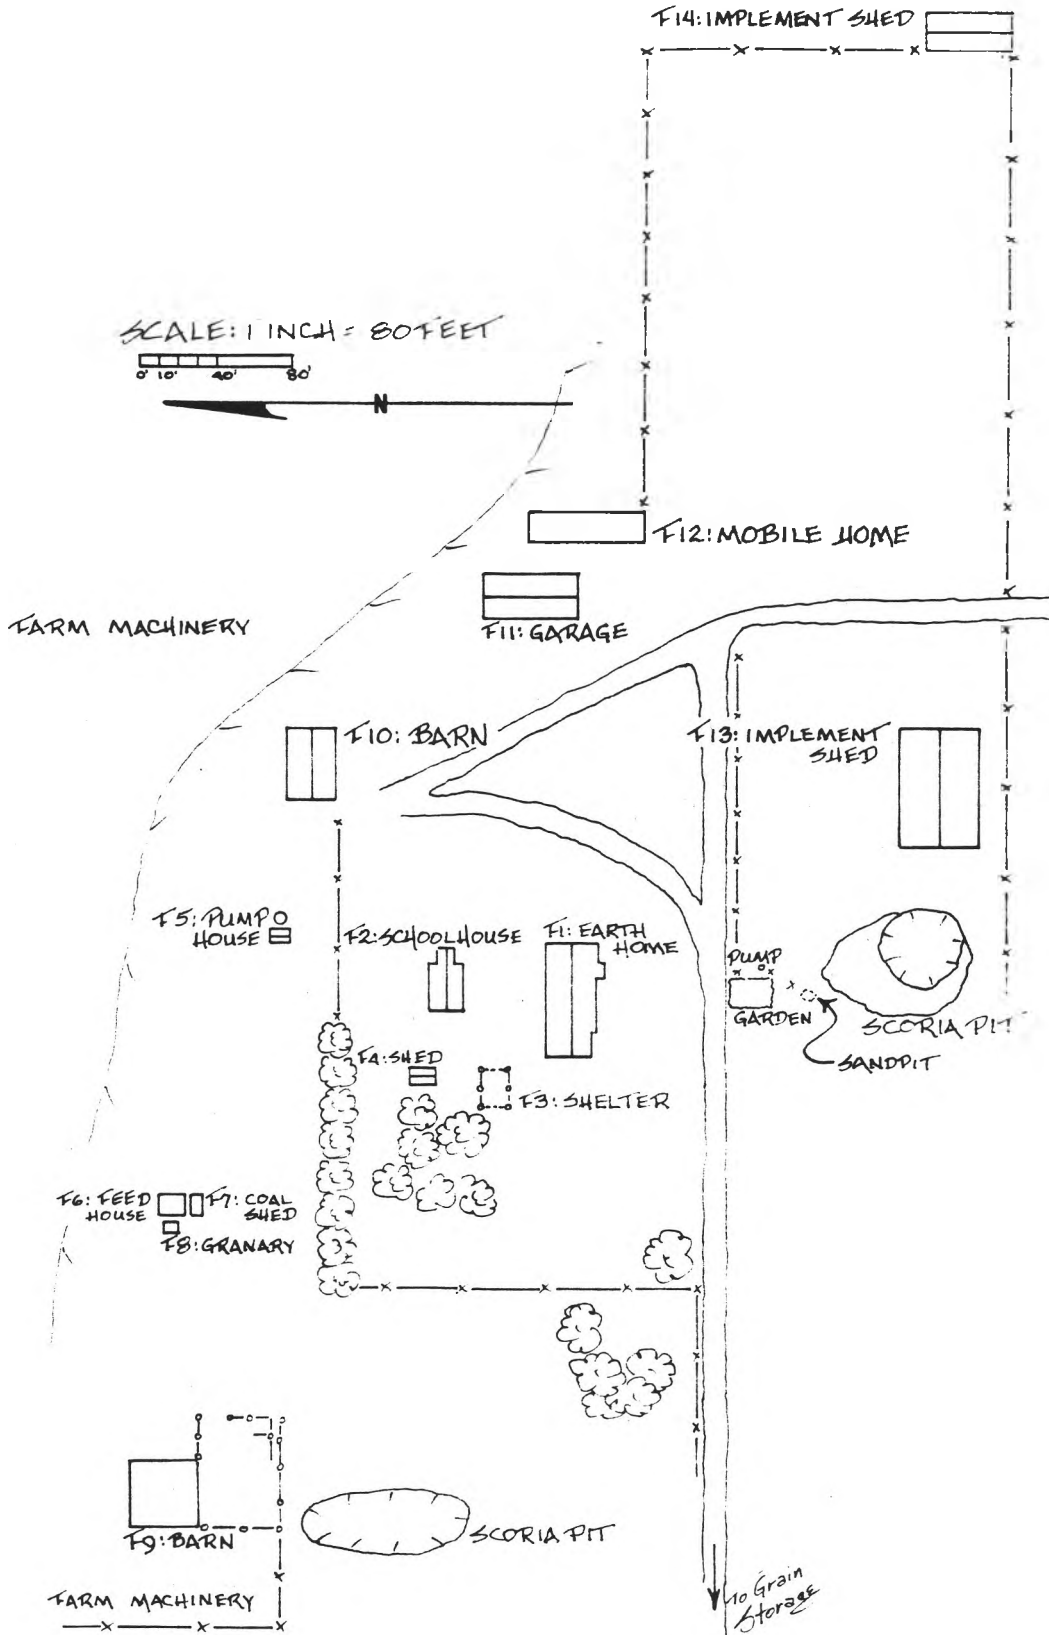 F14: IMPLEMENT SHED
SCALE: 1 INCH = 80 FEET
0' 10' 40' 80'
N
F12: MOBILE HOME
FARM MACHINERY
F11: GARAGE
F10: BARN
F13: IMPLEMENT
SHED
F5: PUMP
HOUSE
F2: SCHOOLHOUSE
F1: EARTH
HOME
PUMP
GARDEN
SCORIA PIT
SANDPIT
F4: SHED
F3: SHELTER
F6: FEED
HOUSE
F7: COAL
SHED
F8: GRANARY
F9: BARN
SCORIA PIT
FARM MACHINERY
To Grain
Storage